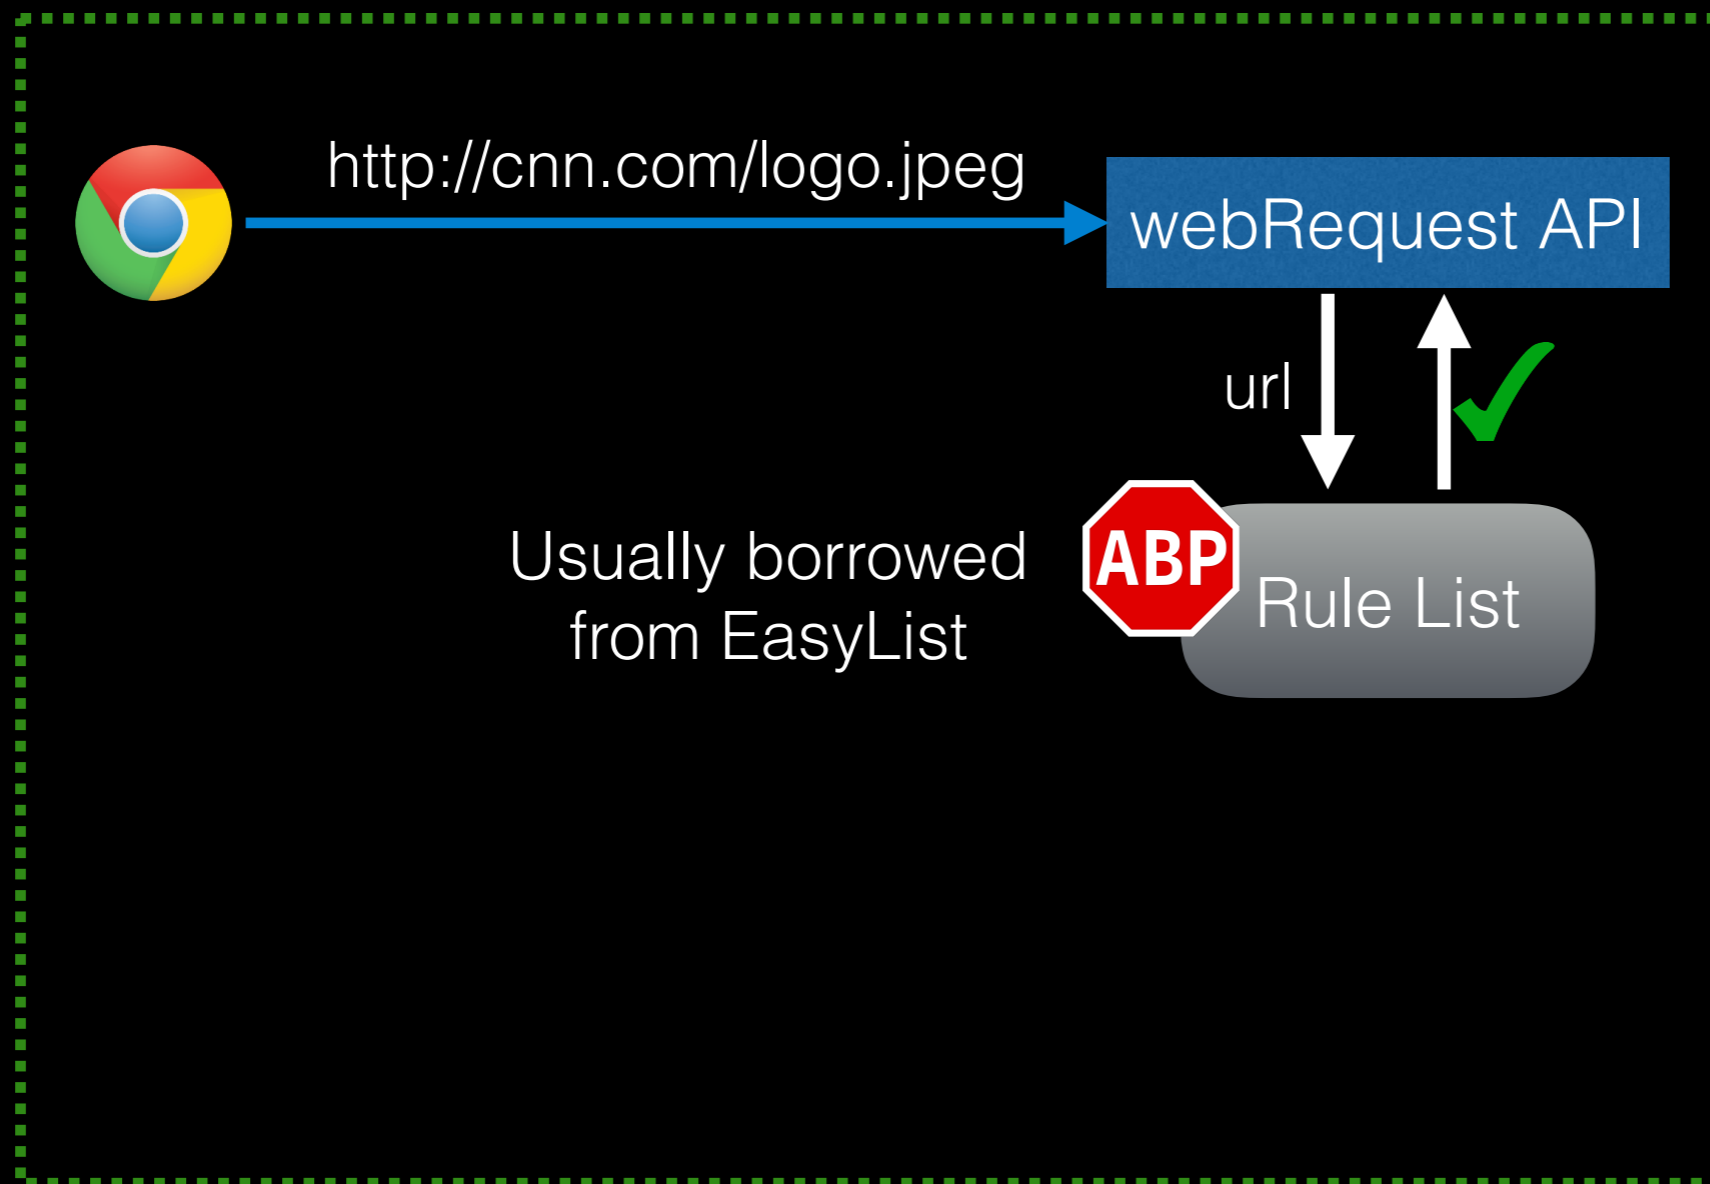 http://cnn.com/logo.jpeg
webRequest API
url
ABP
Rule List
Usually borrowed
from EasyList